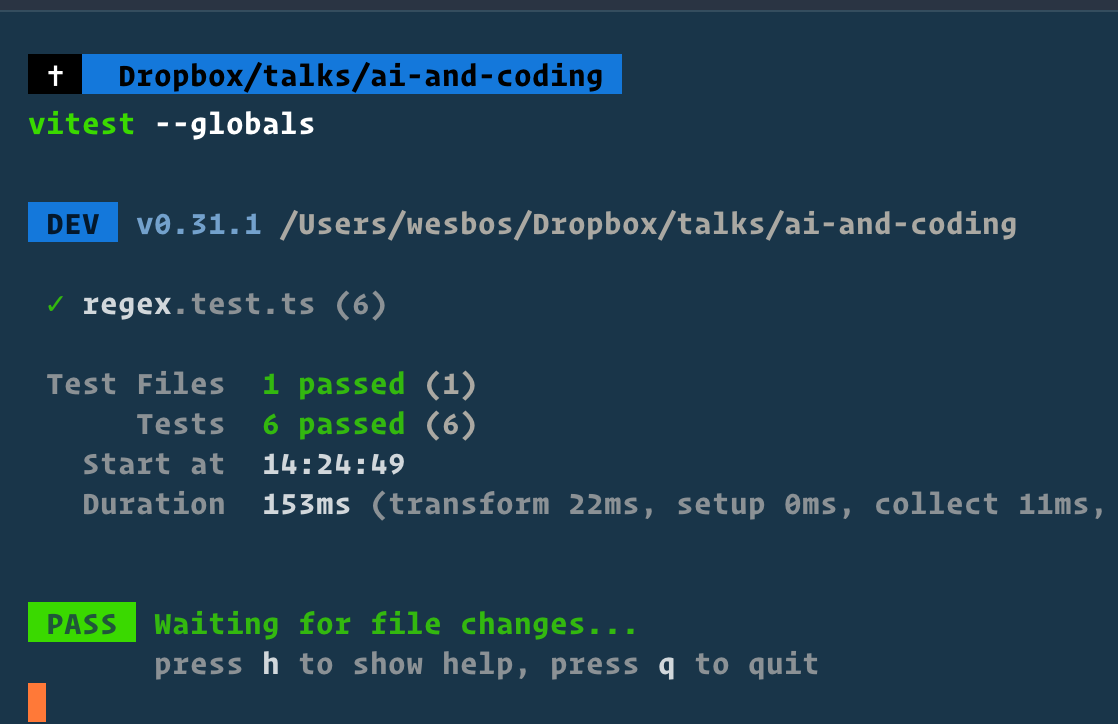 ✝ Dropbox/talks/ai-and-coding
vitest --globals
DEV v0.31.1 /Users/wesbos/Dropbox/talks/ai-and-coding
✓ regex.test.ts (6)
Test Files 1 passed (1)
Tests 6 passed (6)
Start at 14:24:49
Duration 153ms (transform 22ms, setup 0ms, collect 11ms,
PASS Waiting for file changes...
press h to show help, press q to quit